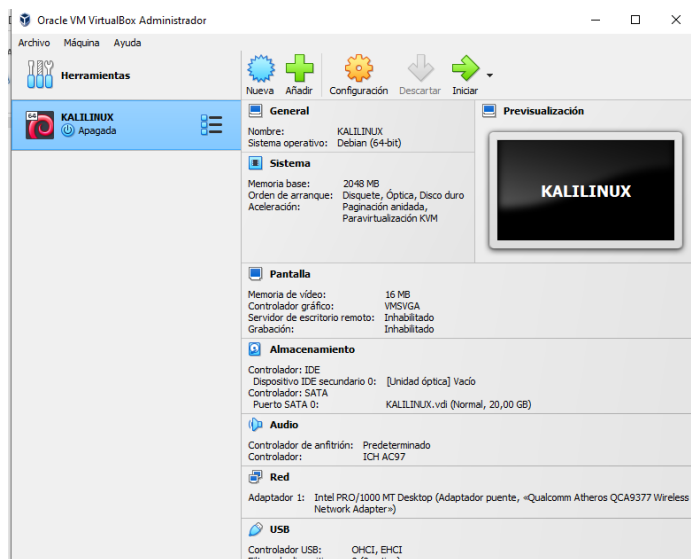 Oracle VM VirtualBox Administrador
Archivo Máquina Ayuda
Herramientas
Nueva Añadir Configuración Descartar Iniciar
64 KALILINUX
Apagada
General
Nombre: KALILINUX
Sistema operativo: Debian (64-bit)
Sistema
Memoria base: 2048 MB
Orden de arranque: Disquete, Óptica, Disco duro
Aceleración: Paginación anidada,
Paravirtualización KVM
Previsualización
KALILINUX
Pantalla
Memoria de vídeo: 16 MB
Controlador gráfico: VMSVGA
Servidor de escritorio remoto: Inhabilitado
Grabación: Inhabilitado
Almacenamiento
Controlador: IDE
Dispositivo IDE secundario 0: [Unidad óptica] Vacío
Controlador: SATA
Puerto SATA 0: KALILINUX.vdi (Normal, 20,00 GB)
Audio
Controlador de anfitrión: Predeterminado
Controlador: ICH AC97
Red
Adaptador 1: Intel PRO/1000 MT Desktop (Adaptador puente, «Qualcomm Atheros QCA9377 Wireless
Network Adapter»)
USB
Controlador USB: OHCI, EHCI